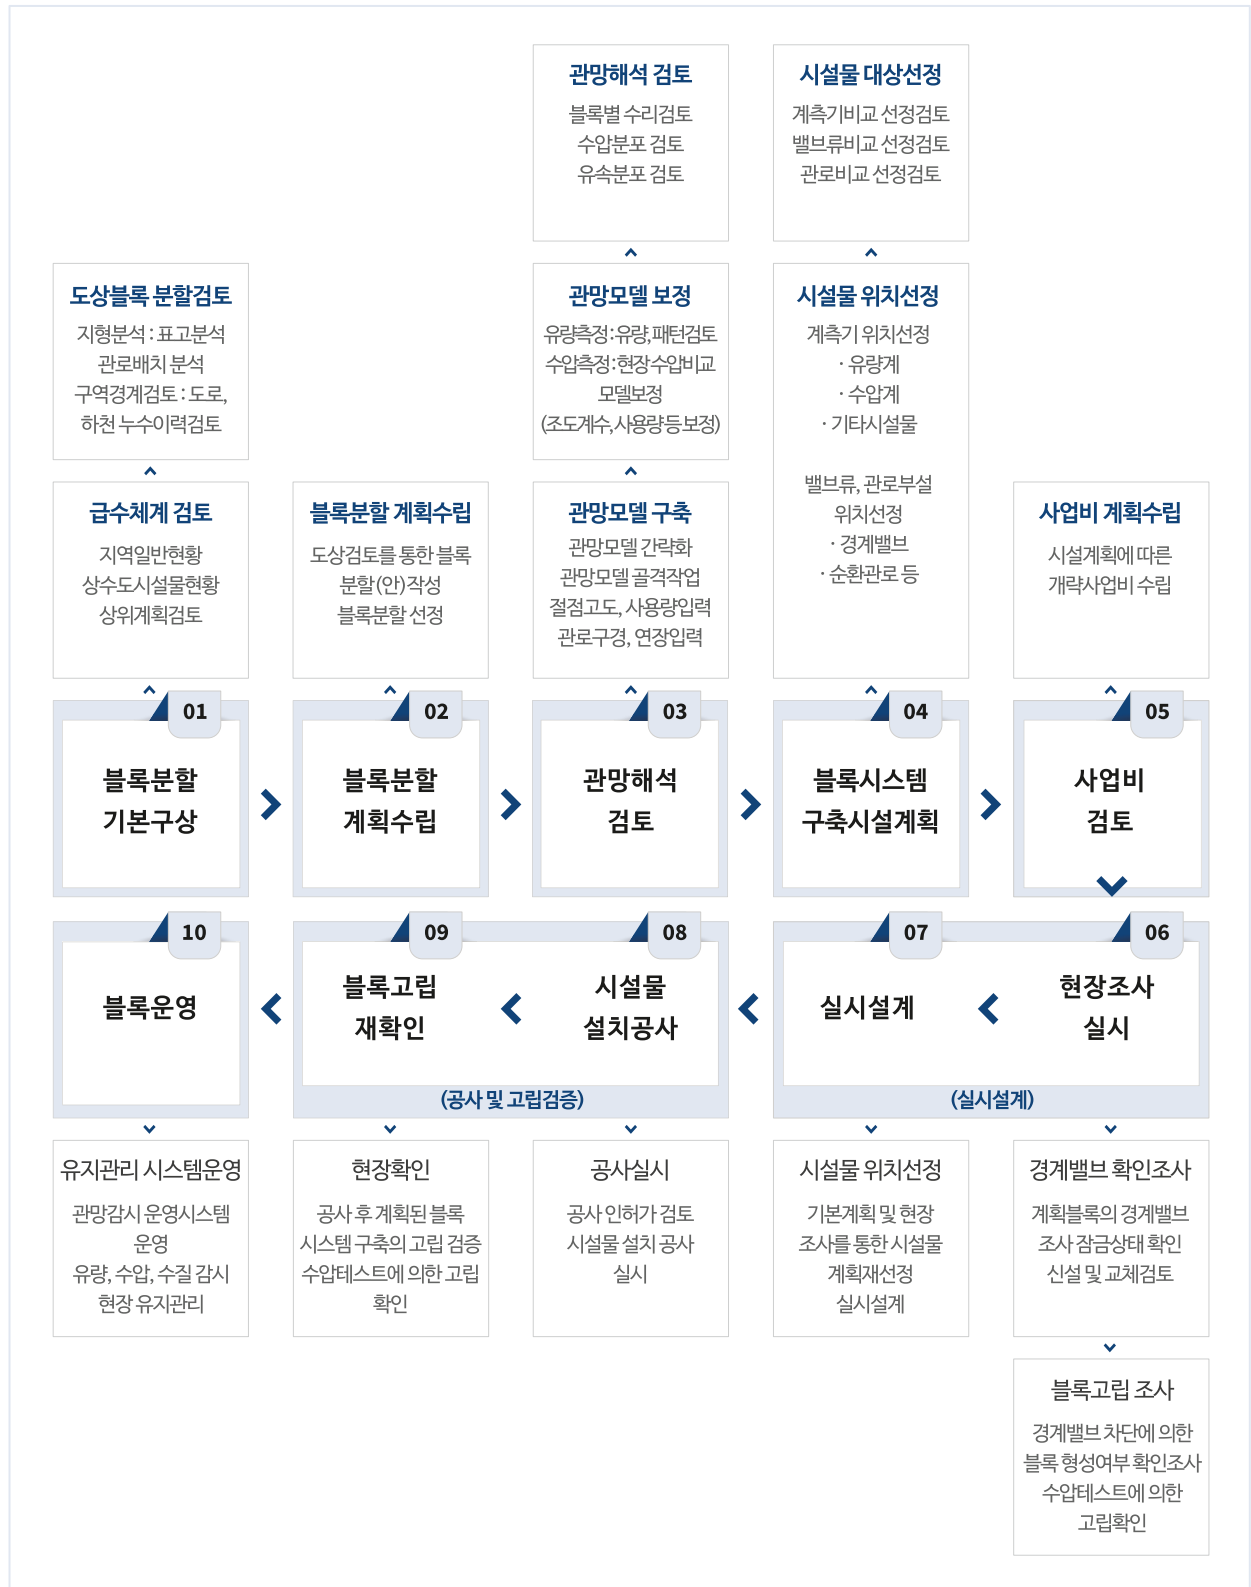 관망해석 검토
블록별 수리검토
수압분포 검토
유속분포 검토
시설물 대상선정
계측기비교 선정검토
밸브류비교 선정검토
관로비교 선정검토
도상블록 분할검토
지형분석 : 표고분석
관로배치 분석
구역경계검토 : 도로,
하천 누수이력검토
관망모델 보정
유량측정 : 유량, 패턴검토
수압측정 : 현장 수압비교
모델보정
(조도계수, 사용량 등 보정)
시설물 위치선정
계측기 위치선정
· 유량계
· 수압계
· 기타시설물
밸브류, 관로부설
위치선정
· 경계밸브
· 순환관로 등
급수체계 검토
지역일반현황
상수도시설물현황
상위계획검토
블록분할 계획수립
도상검토를 통한 블록
분할(안)작성
블록분할 선정
관망모델 구축
관망모델 간략화
관망모델 골격작업
절점고도, 사용량입력
관로구경, 연장입력
사업비 계획수립
시설계획에 따른
개략사업비 수립
01
블록분할
기본구상
02
블록분할
계획수립
03
관망해석
검토
04
블록시스템
구축시설계획
05
사업비
검토
10
블록운영
09
블록고립
재확인
08
시설물
설치공사
(공사 및 고립검증)
07
실시설계
06
현장조사
실시
(실시설계)
유지관리 시스템운영
관망감시 운영시스템
운영
유량, 수압, 수질 감시
현장 유지관리
현장확인
공사 후 계획된 블록
시스템 구축의 고립 검증
수압테스트에 의한 고립
확인
공사실시
공사 인허가 검토
시설물 설치 공사
실시
시설물 위치선정
기본계획 및 현장
조사를 통한 시설물
계획재선정
실시설계
경계밸브 확인조사
계획블록의 경계밸브
조사 잠금상태 확인
신설 및 교체검토
블록고립 조사
경계밸브 차단에 의한
블록 형성여부 확인조사
수압테스트에 의한
고립확인